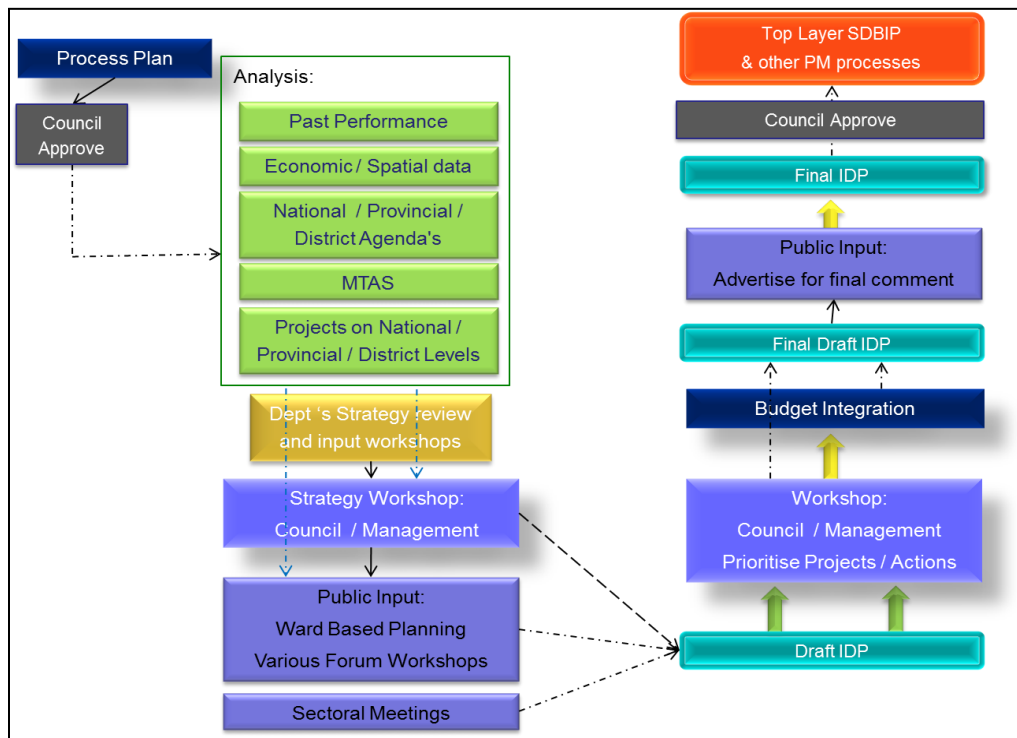 Process Plan
Council
Approve
Analysis:
Past Performance
Economic / Spatial data
National / Provincial /
District Agenda's
MTAS
Projects on National /
Provincial / District Levels
Dept 's Strategy review
and input workshops
Strategy Workshop:
Council / Management
Public Input:
Ward Based Planning
Various Forum Workshops
Sectoral Meetings
Top Layer SDBIP
& other PM processes
Council Approve
Final IDP
Public Input:
Advertise for final comment
Final Draft IDP
Budget Integration
Workshop:
Council / Management
Prioritise Projects / Actions
Draft IDP